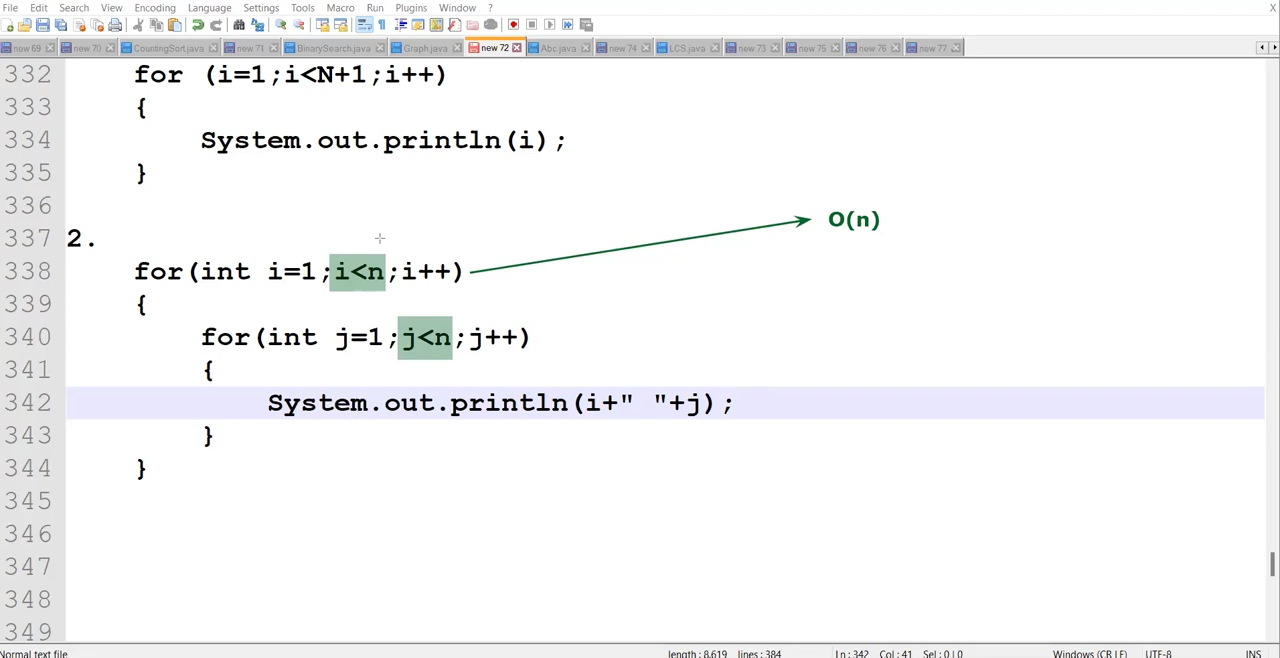 File Edit Search View Encoding Language Settings Tools Macro Run Plugins Window ? X
new 69 new 70 CountingSort.java new 71 BinarySearch.java Graph.java new 72 Abc.java new 74 LCS.java new 73 new 75 new 76 new 77
332 for (i=1;i<N+1;i++)
333 {
334 System.out.println(i);
335 }
336
O(n)
337 2.
338 for(int i=1;i<n;i++)
339 {
340 for(int j=1;j<n;j++)
341 {
342 System.out.println(i+" "+j);
343 }
344 }
345
346
347
348
349
Normal text file length : 8,619 lines : 384 Ln : 342 Col : 41 Sel : 0 | 0 Windows (CR LF) UTF-8 INS